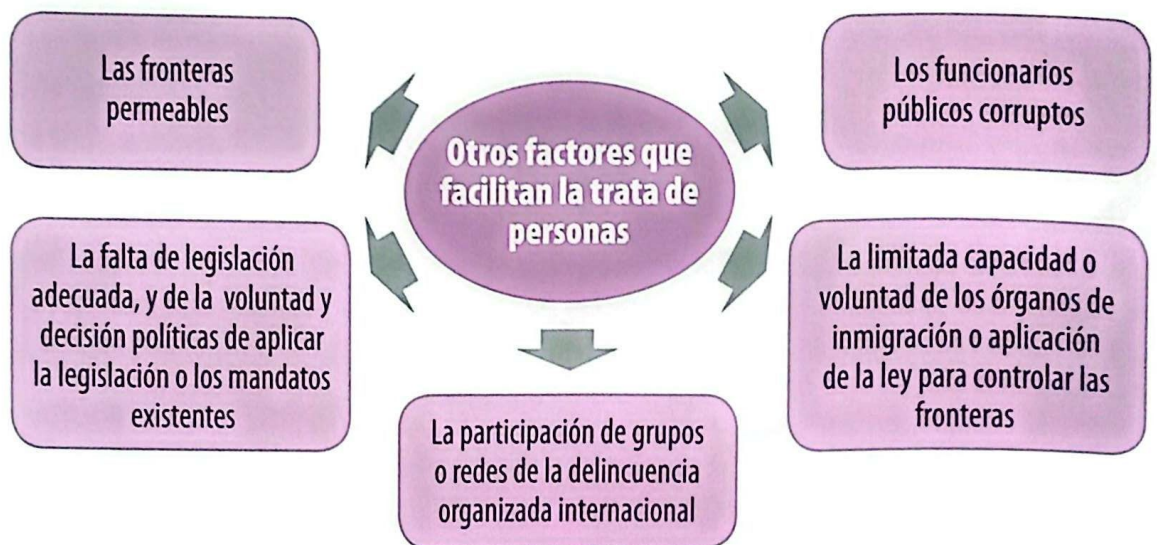 Las fronteras
permeables
Los funcionarios
públicos corruptos
Otros factores que
facilitan la trata de
personas
La falta de legislación
adecuada, y de la voluntad y
decisión políticas de aplicar
la legislación o los mandatos
existentes
La limitada capacidad o
voluntad de los órganos de
inmigración o aplicación
de la ley para controlar las
fronteras
La participación de grupos
o redes de la delincuencia
organizada internacional